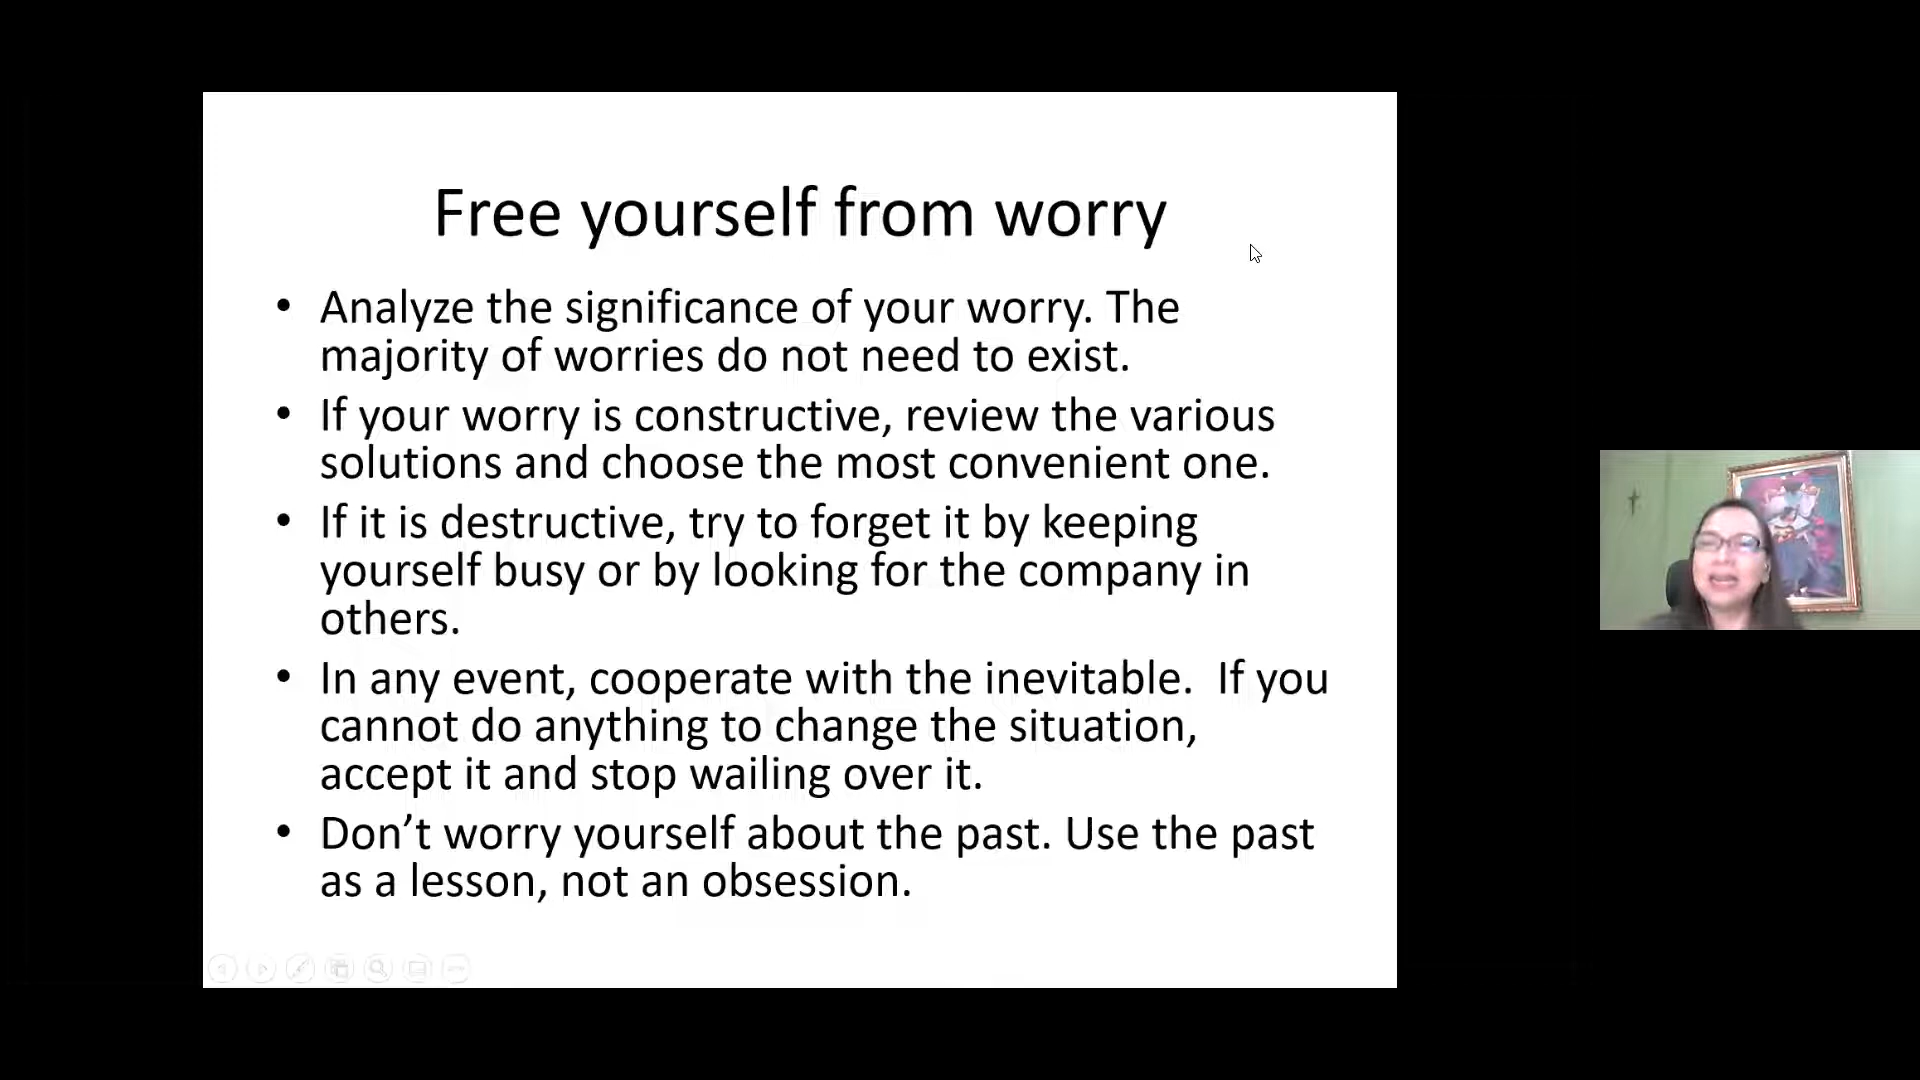 Free yourself from worry
• Analyze the significance of your worry. The
majority of worries do not need to exist.
• If your worry is constructive, review the various
solutions and choose the most convenient one.
• If it is destructive, try to forget it by keeping
yourself busy or by looking for the company in
others.
• In any event, cooperate with the inevitable.  If you
cannot do anything to change the situation,
accept it and stop wailing over it.
• Don’t worry yourself about the past. Use the past
as a lesson, not an obsession.